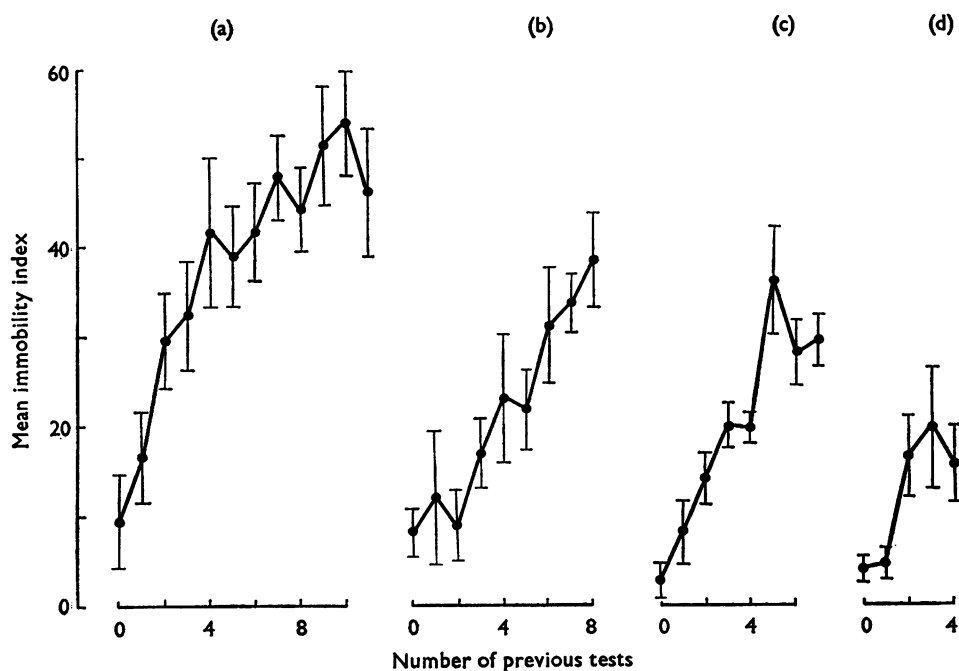 (a) (b) (c) (d)
60
40
20
0
Mean immobility index
0 4 8 0 4 8 0 4 0 4
Number of previous tests